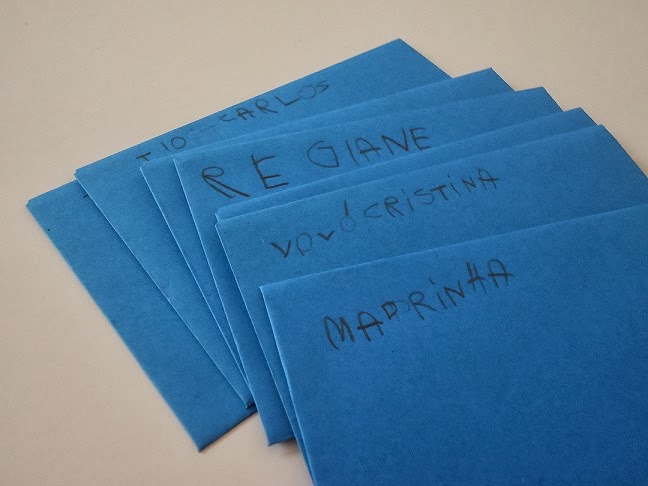 TIO CARLOS
REGIANE
VOVÓ CRISTINA
MADRINHA